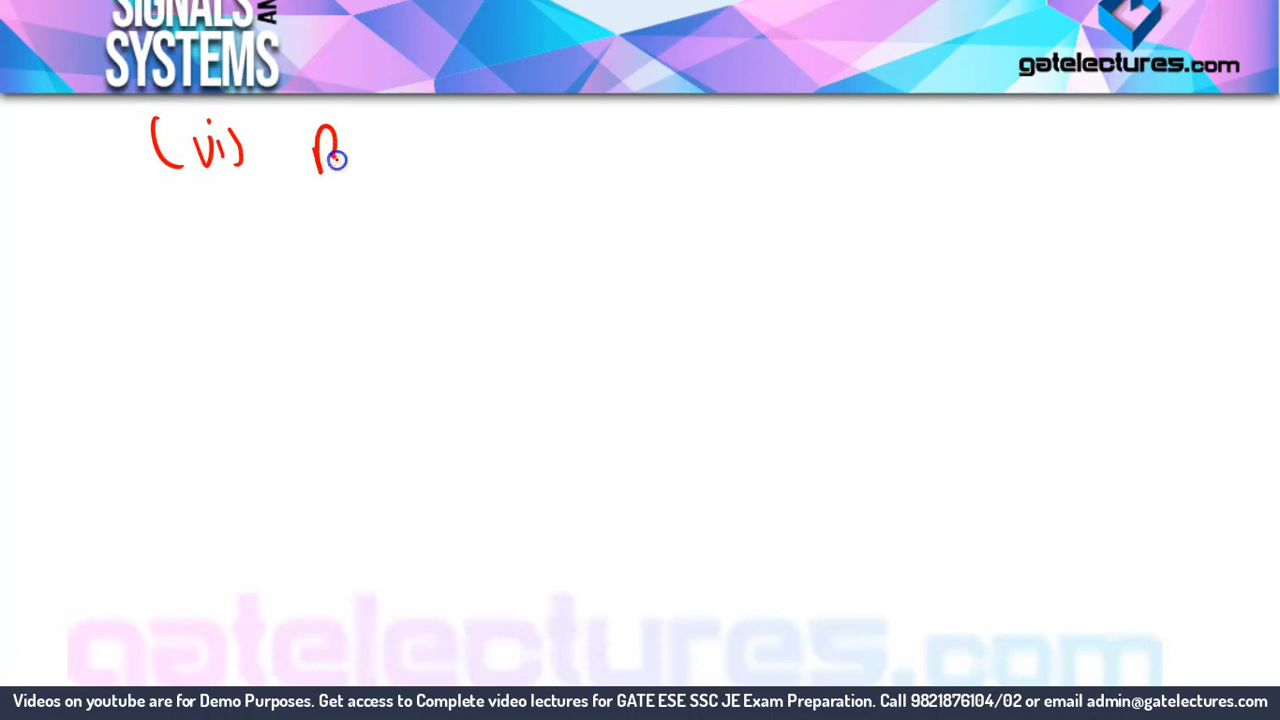 SIGNALS AND
SYSTEMS
gatelectures.com
(vi)
gatelectures.com
Videos on youtube are for Demo Purposes. Get access to Complete video lectures for GATE ESE SSC JE Exam Preparation. Call 9821876104/02 or email admin@gatelectures.com